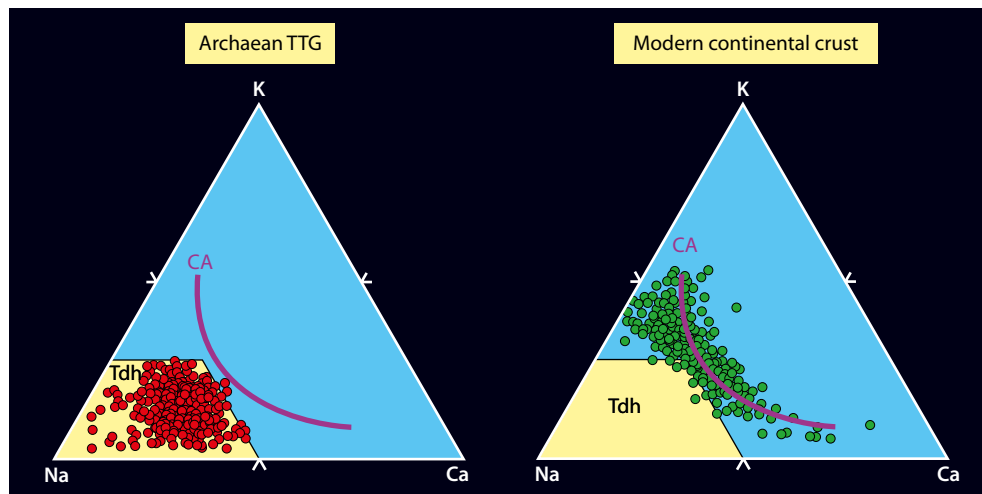 Archaean TTG
Modern continental crust
K
K
CA
CA
Tdh
Tdh
Na
Ca
Na
Ca